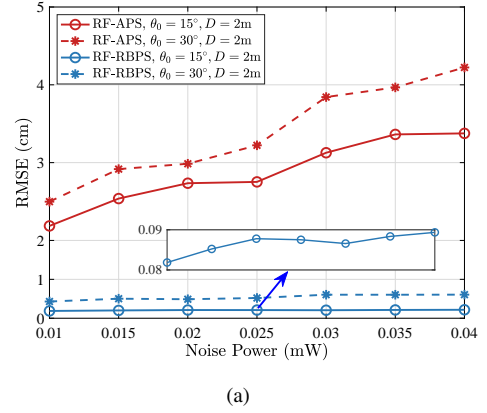 RF-APS, θ₀ = 15°, D = 2m
RF-APS, θ₀ = 30°, D = 2m
RF-RBPS, θ₀ = 15°, D = 2m
RF-RBPS, θ₀ = 30°, D = 2m
RMSE (cm)
5
4
3
2
1
0
0.09
0.08
0.01 0.015 0.02 0.025 0.03 0.035 0.04
Noise Power (mW)
(a)